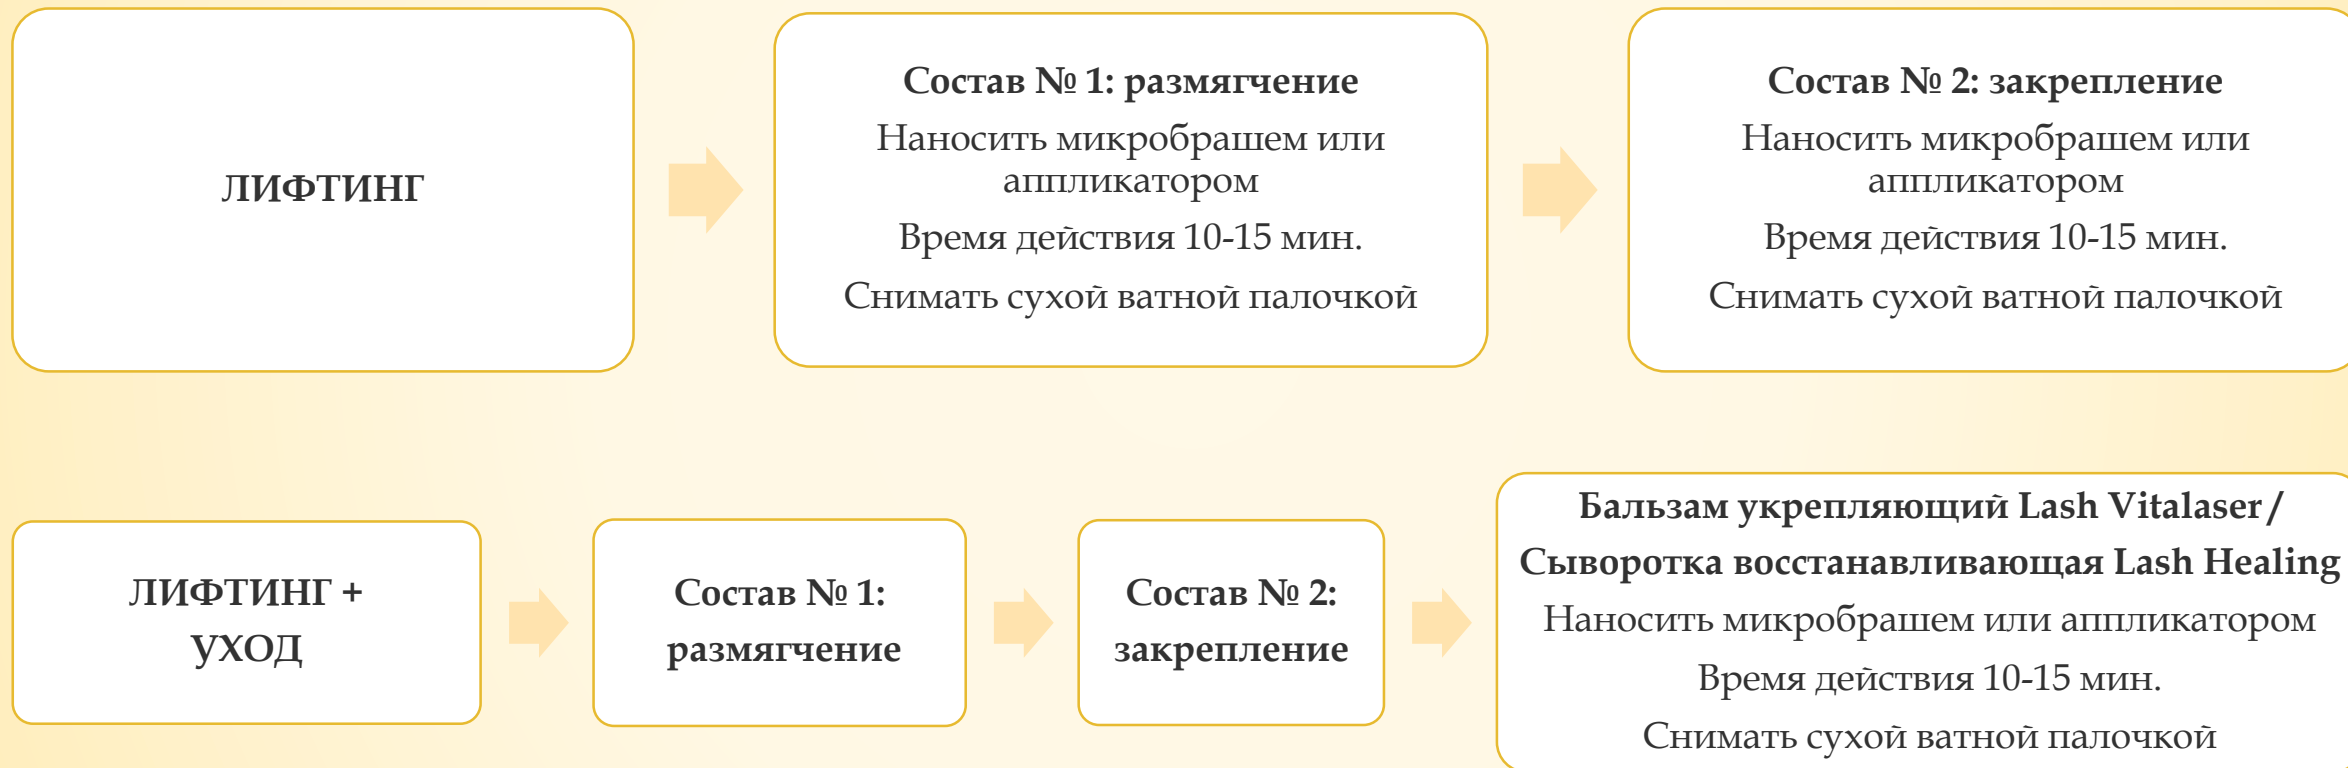 ЛИФТИНГ
Состав № 1: размягчение
Наносить микробрашем или
аппликатором
Время действия 10-15 мин.
Снимать сухой ватной палочкой
Состав № 2: закрепление
Наносить микробрашем или
аппликатором
Время действия 10-15 мин.
Снимать сухой ватной палочкой
ЛИФТИНГ +
УХОД
Состав № 1:
размягчение
Состав № 2:
закрепление
Бальзам укрепляющий Lash Vitalaser/
Сыворотка восстанавливающая Lash Healing
Наносить микробрашем или аппликатором
Время действия 10-15 мин.
Снимать сухой ватной палочкой